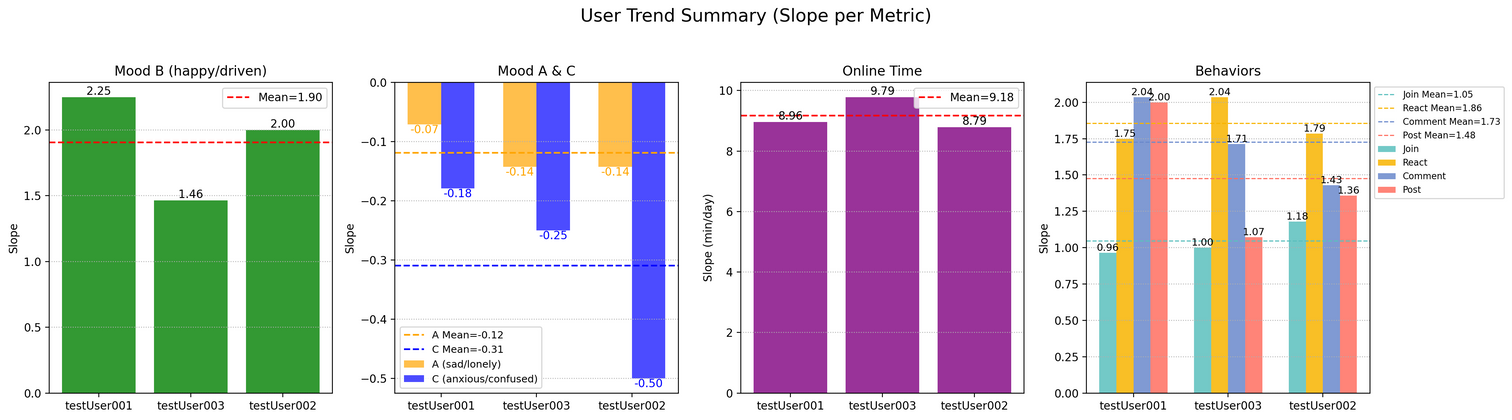 User Trend Summary (Slope per Metric)
Mood B (happy/driven)
Slope
2.0
1.5
1.0
0.5
0.0
2.25
1.46
2.00
Mean=1.90
testUser001
testUser003
testUser002
Mood A & C
Slope
0.0
−0.1
−0.2
−0.3
−0.4
−0.5
-0.07
-0.18
-0.14
-0.25
-0.14
-0.50
A Mean=-0.12
C Mean=-0.31
A (sad/lonely)
C (anxious/confused)
testUser001
testUser003
testUser002
Online Time
Slope (min/day)
10
8
6
4
2
0
8.96
9.79
8.79
Mean=9.18
testUser001
testUser003
testUser002
Behaviors
Slope
2.00
1.75
1.50
1.25
1.00
0.75
0.50
0.25
0.00
0.96
1.75
2.04
2.00
1.00
2.04
1.71
1.07
1.18
1.79
1.43
1.36
testUser001
testUser003
testUser002
Join Mean=1.05
React Mean=1.86
Comment Mean=1.73
Post Mean=1.48
Join
React
Comment
Post